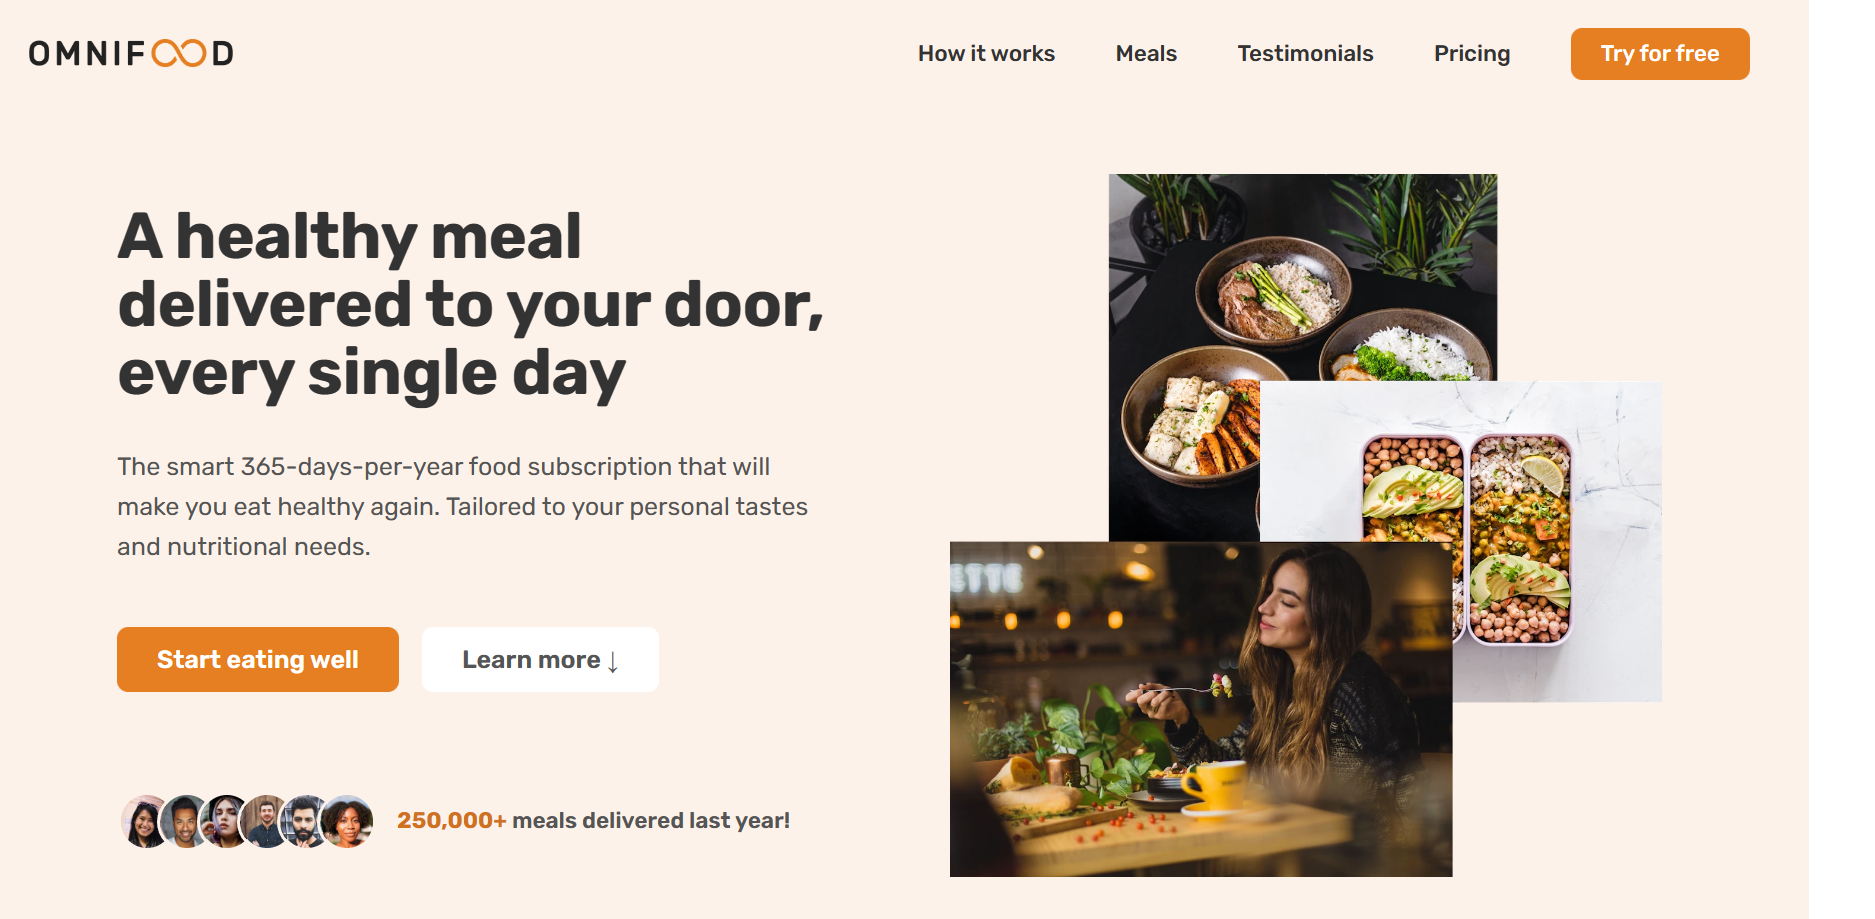 OMNIFOOD
How it works
Meals
Testimonials
Pricing
Try for free
A healthy meal
delivered to your door,
every single day
The smart 365-days-per-year food subscription that will
make you eat healthy again. Tailored to your personal tastes
and nutritional needs.
Start eating well
Learn more ↓
250,000+ meals delivered last year!
ETTE